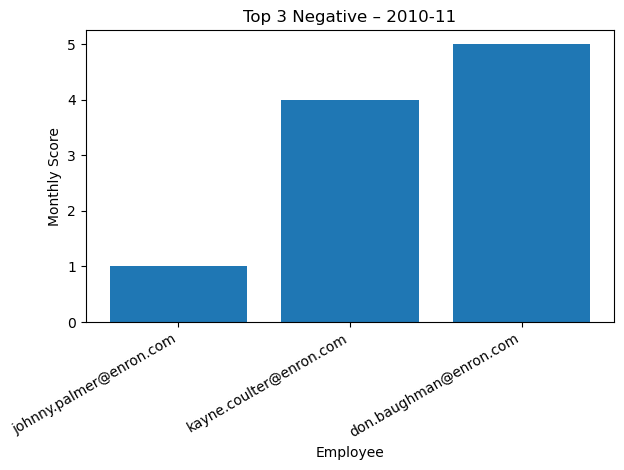 Top 3 Negative – 2010-11
Monthly Score
5
4
3
2
1
0
johnny.palmer@enron.com
kayne.coulter@enron.com
don.baughman@enron.com
Employee